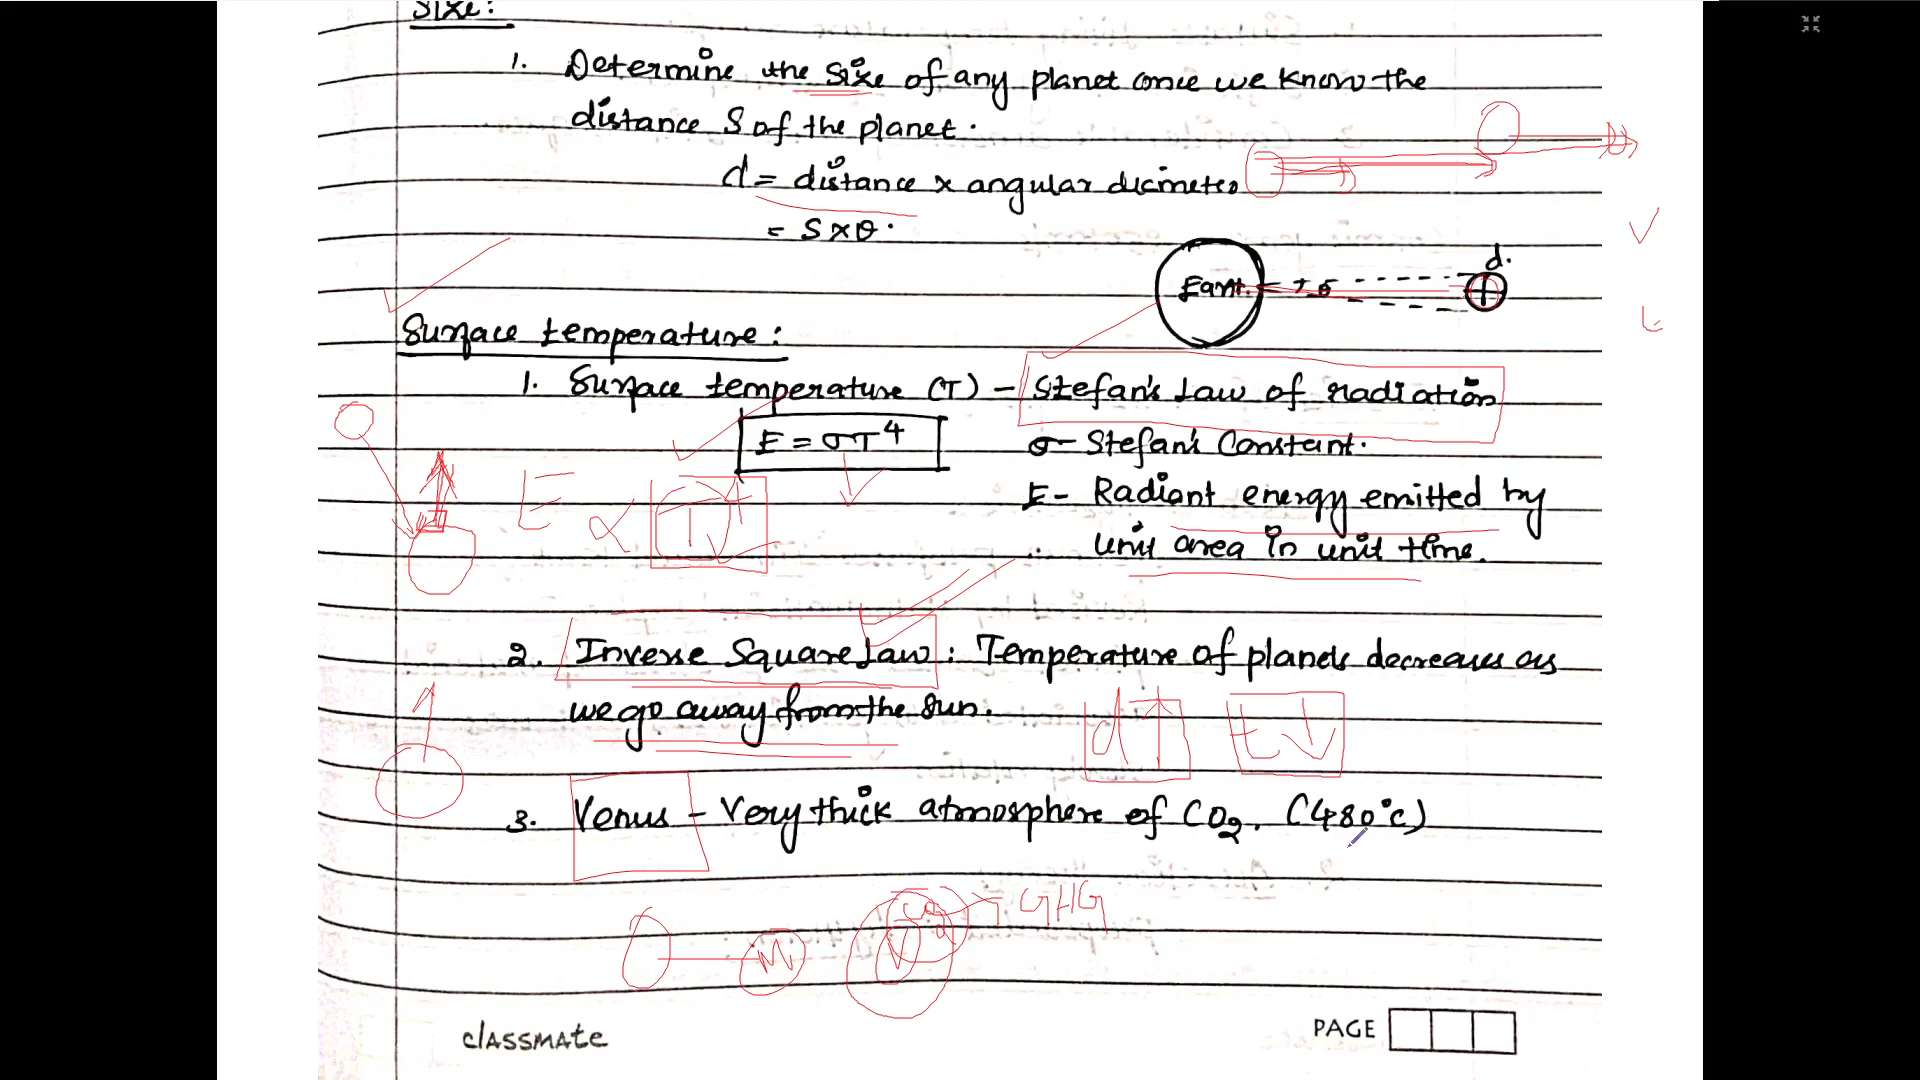 Size:
1. Determine the size of any planet once we know the
distance S of the planet.
d = distance x angular diameter
= S x θ.
d.
Eart.
Surface temperature:
1. Surface temperature (T) - Stefan's Law of radiation
E = σT⁴
σ - Stefan's Constant.
E α T
E - Radiant energy emitted by
unit area in unit time.
2. Inverse Square Law: Temperature of planets decreases as
we go away from the sun.
d↑ t↓
3. Venus - Very thick atmosphere of CO2. (480°C)
GHG
M V
classmate
PAGE